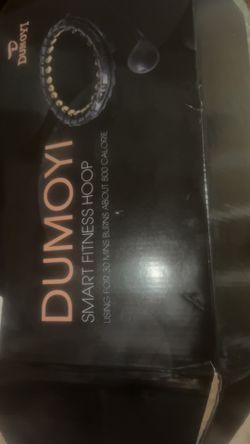 DUMOYI
DUMOYI
SMART FITNESS HOOP
USING FOR 30 MINS BURNS ABOUT 800 CALORIE